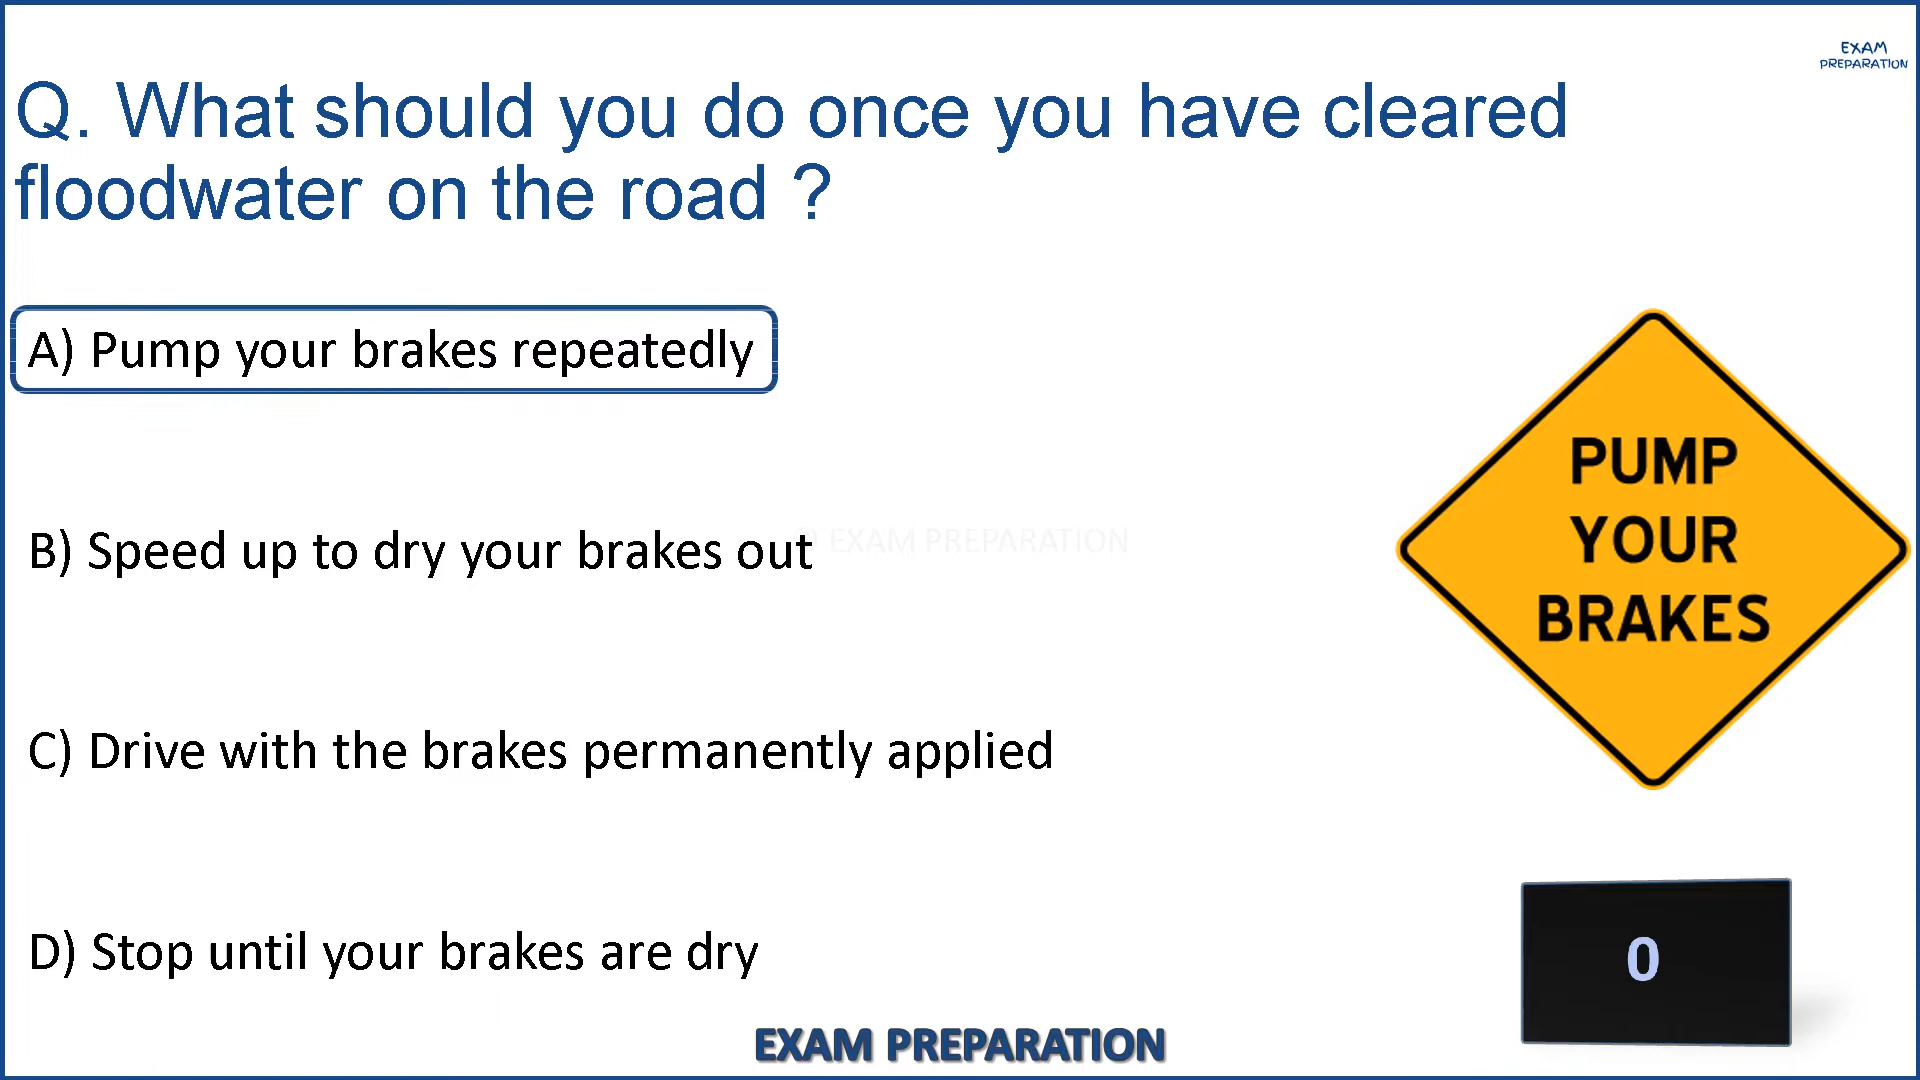 EXAM
PREPARATION
Q. What should you do once you have cleared
floodwater on the road ?
A) Pump your brakes repeatedly
B) Speed up to dry your brakes out
© EXAM PREPARATION
C) Drive with the brakes permanently applied
D) Stop until your brakes are dry
PUMP
YOUR
BRAKES
0
EXAM PREPARATION